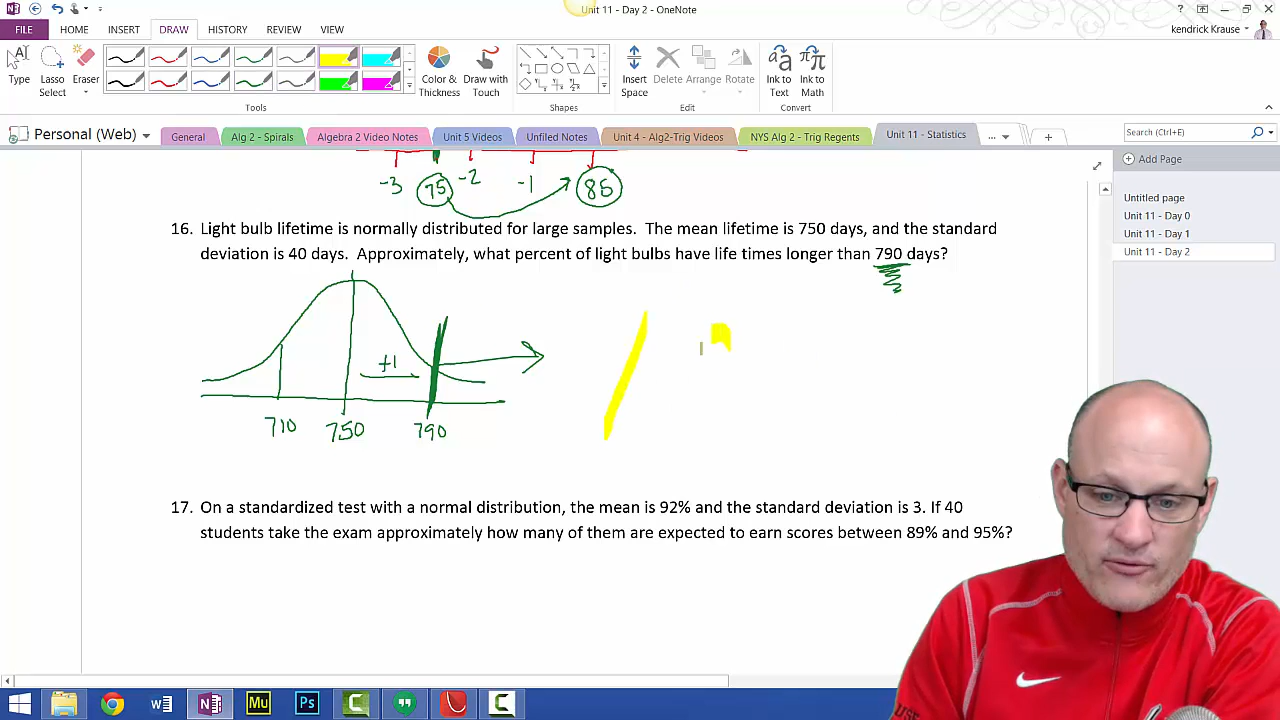 Unit 11 - Day 2 - OneNote
FILE HOME INSERT DRAW HISTORY REVIEW VIEW
kendrick Krause
Type Lasso Select Eraser
Color & Thickness Draw with Touch
Insert Space Delete Arrange Rotate
Ink to Text Ink to Math
Tools Shapes Edit Convert
Personal (Web) General Alg 2 - Spirals Algebra 2 Video Notes Unit 5 Videos Unfiled Notes Unit 4 - Alg2-Trig Videos NYS Alg 2 - Trig Regents Unit 11 - Statistics ... + Search (Ctrl+E)
Add Page
Untitled page
Unit 11 - Day 0
Unit 11 - Day 1
Unit 11 - Day 2
-3 75 -2 -1 85
16. Light bulb lifetime is normally distributed for large samples. The mean lifetime is 750 days, and the standard
deviation is 40 days. Approximately, what percent of light bulbs have life times longer than 790 days?
+1
710 750 790
17. On a standardized test with a normal distribution, the mean is 92% and the standard deviation is 3. If 40
students take the exam approximately how many of them are expected to earn scores between 89% and 95%?
Mu Ps